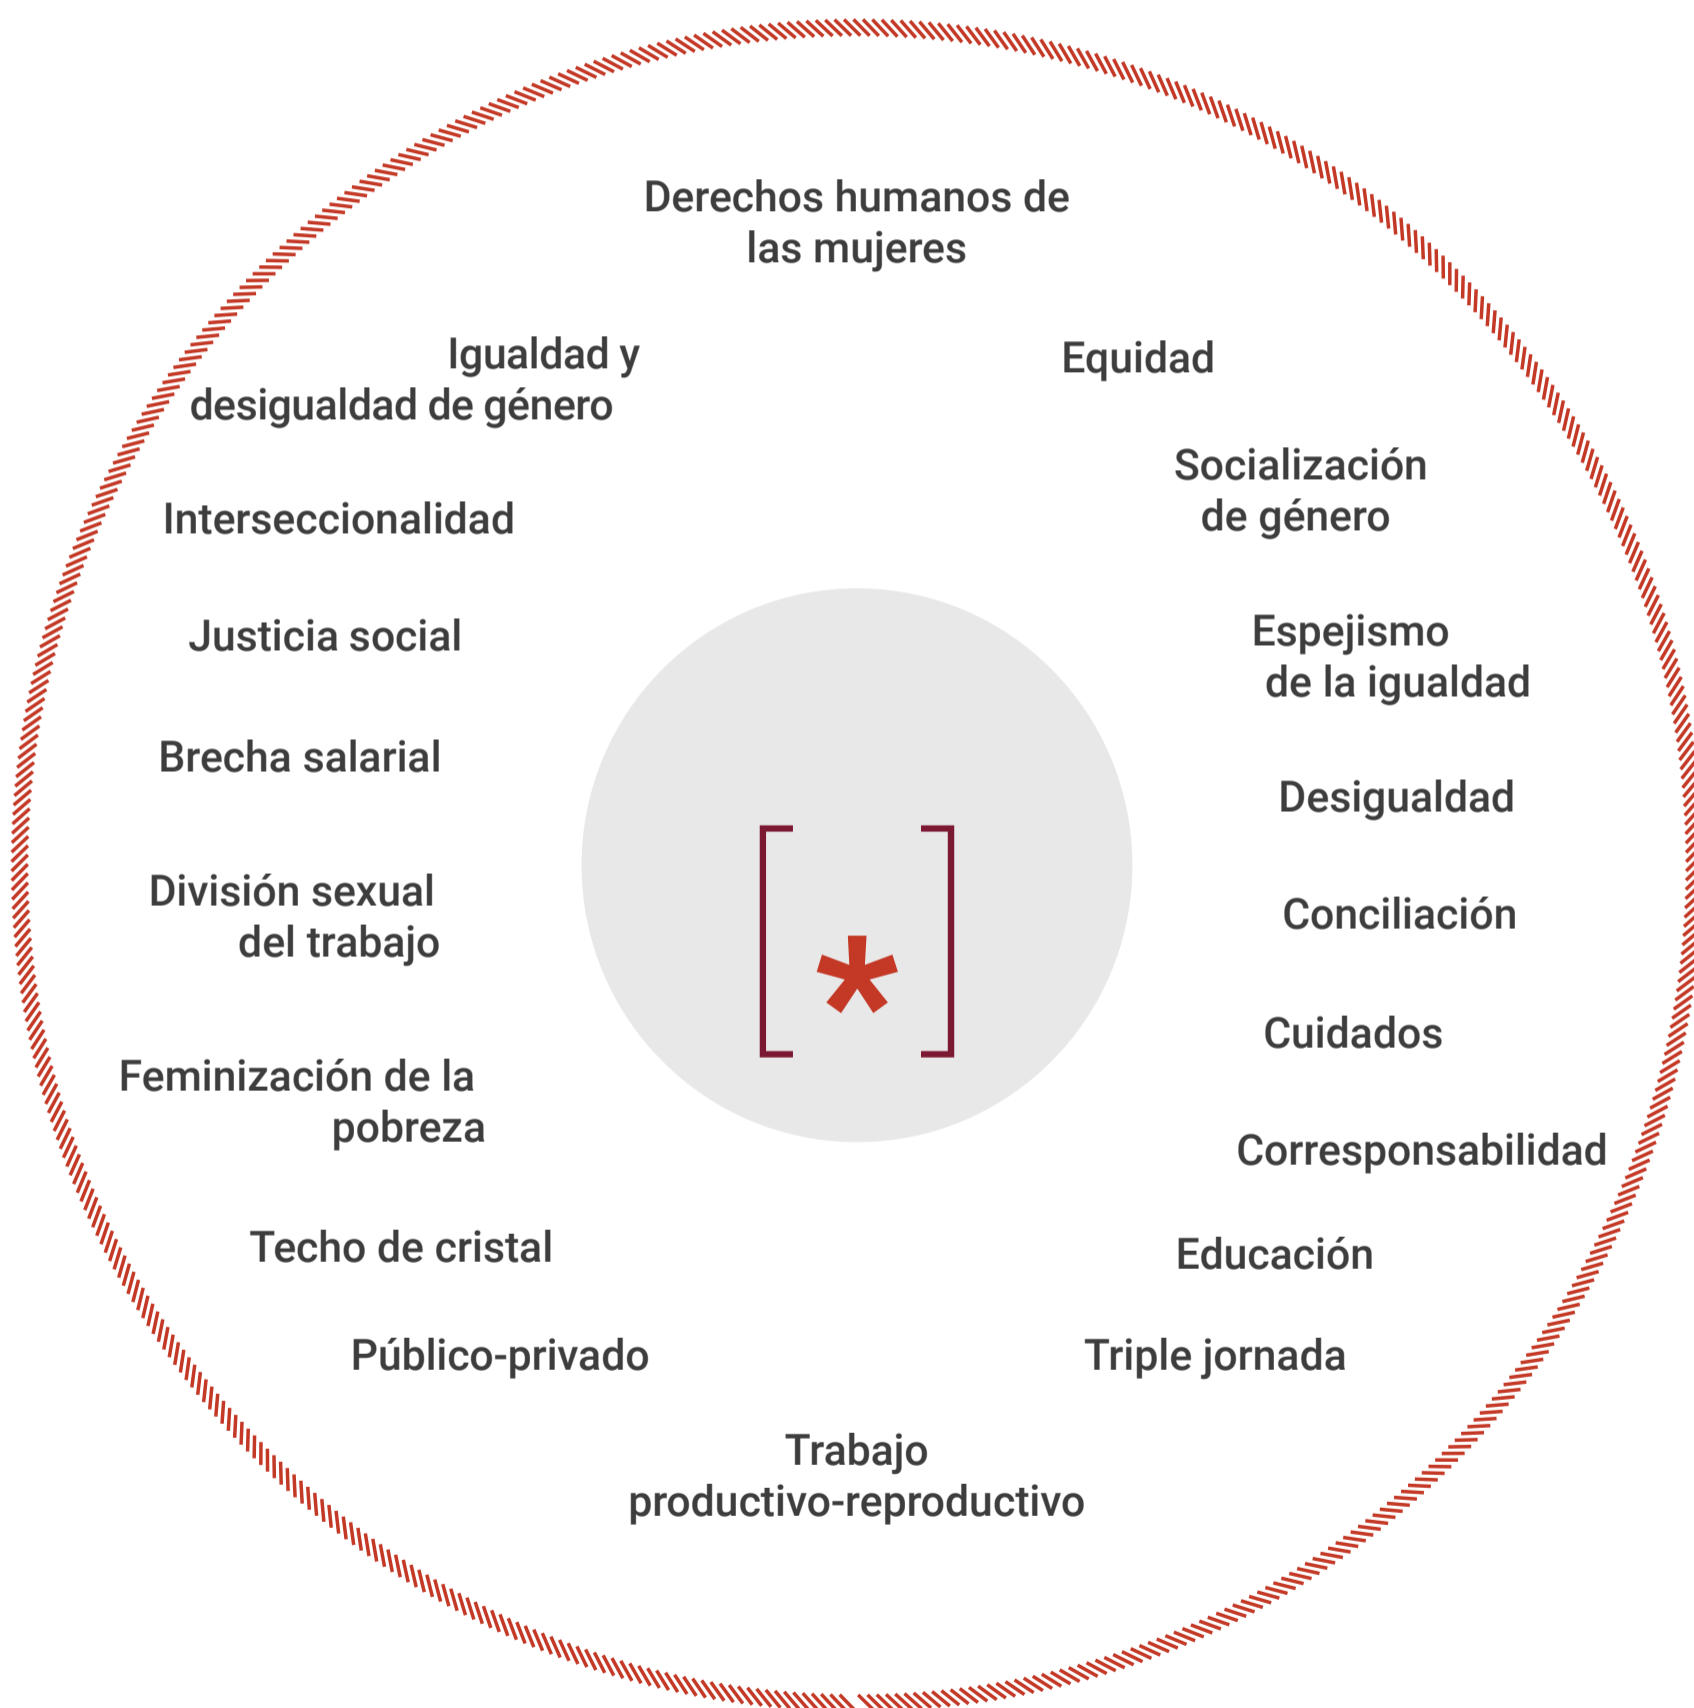 Derechos humanos de
las mujeres
Equidad
Socialización
de género
Espejismo
de la igualdad
Desigualdad
Conciliación
Cuidados
Corresponsabilidad
Educación
Triple jornada
Trabajo
productivo-reproductivo
Público-privado
Techo de cristal
Feminización de la
pobreza
División sexual
del trabajo
Brecha salarial
Justicia social
Interseccionalidad
Igualdad y
desigualdad de género
[*]